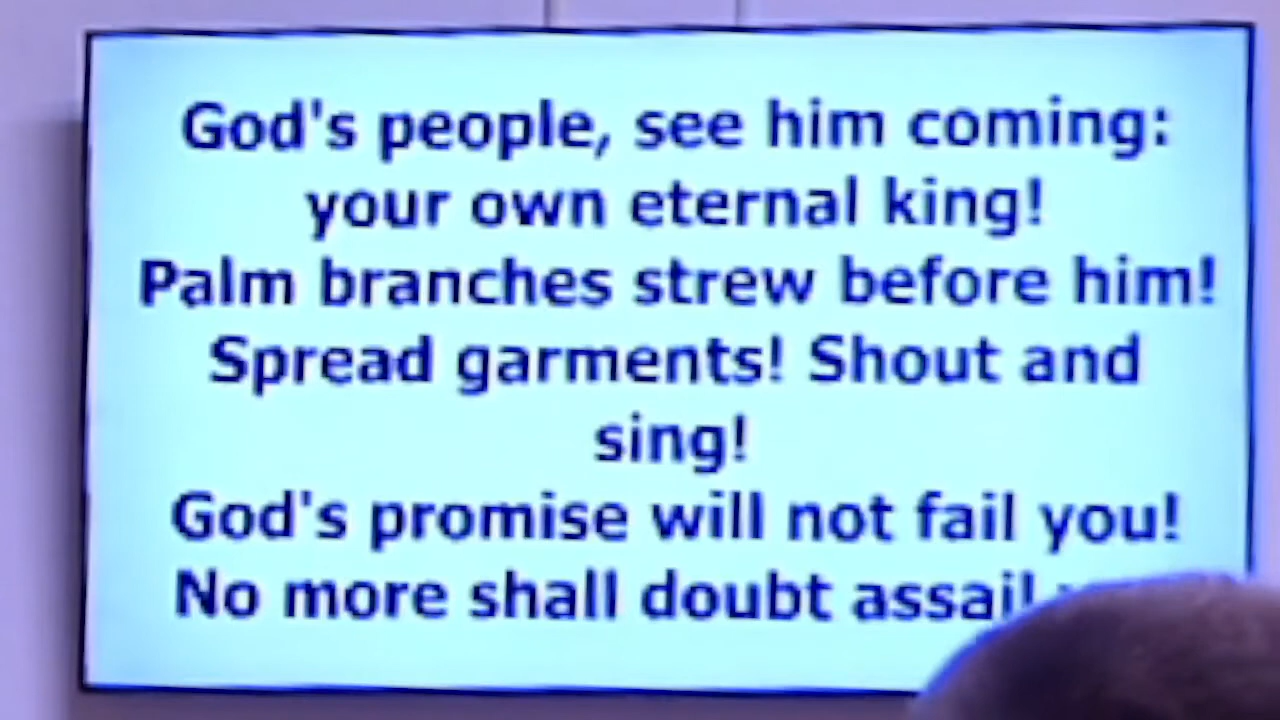 God's people, see him coming:
your own eternal king!
Palm branches strew before him!
Spread garments! Shout and
sing!
God's promise will not fail you!
No more shall doubt assail